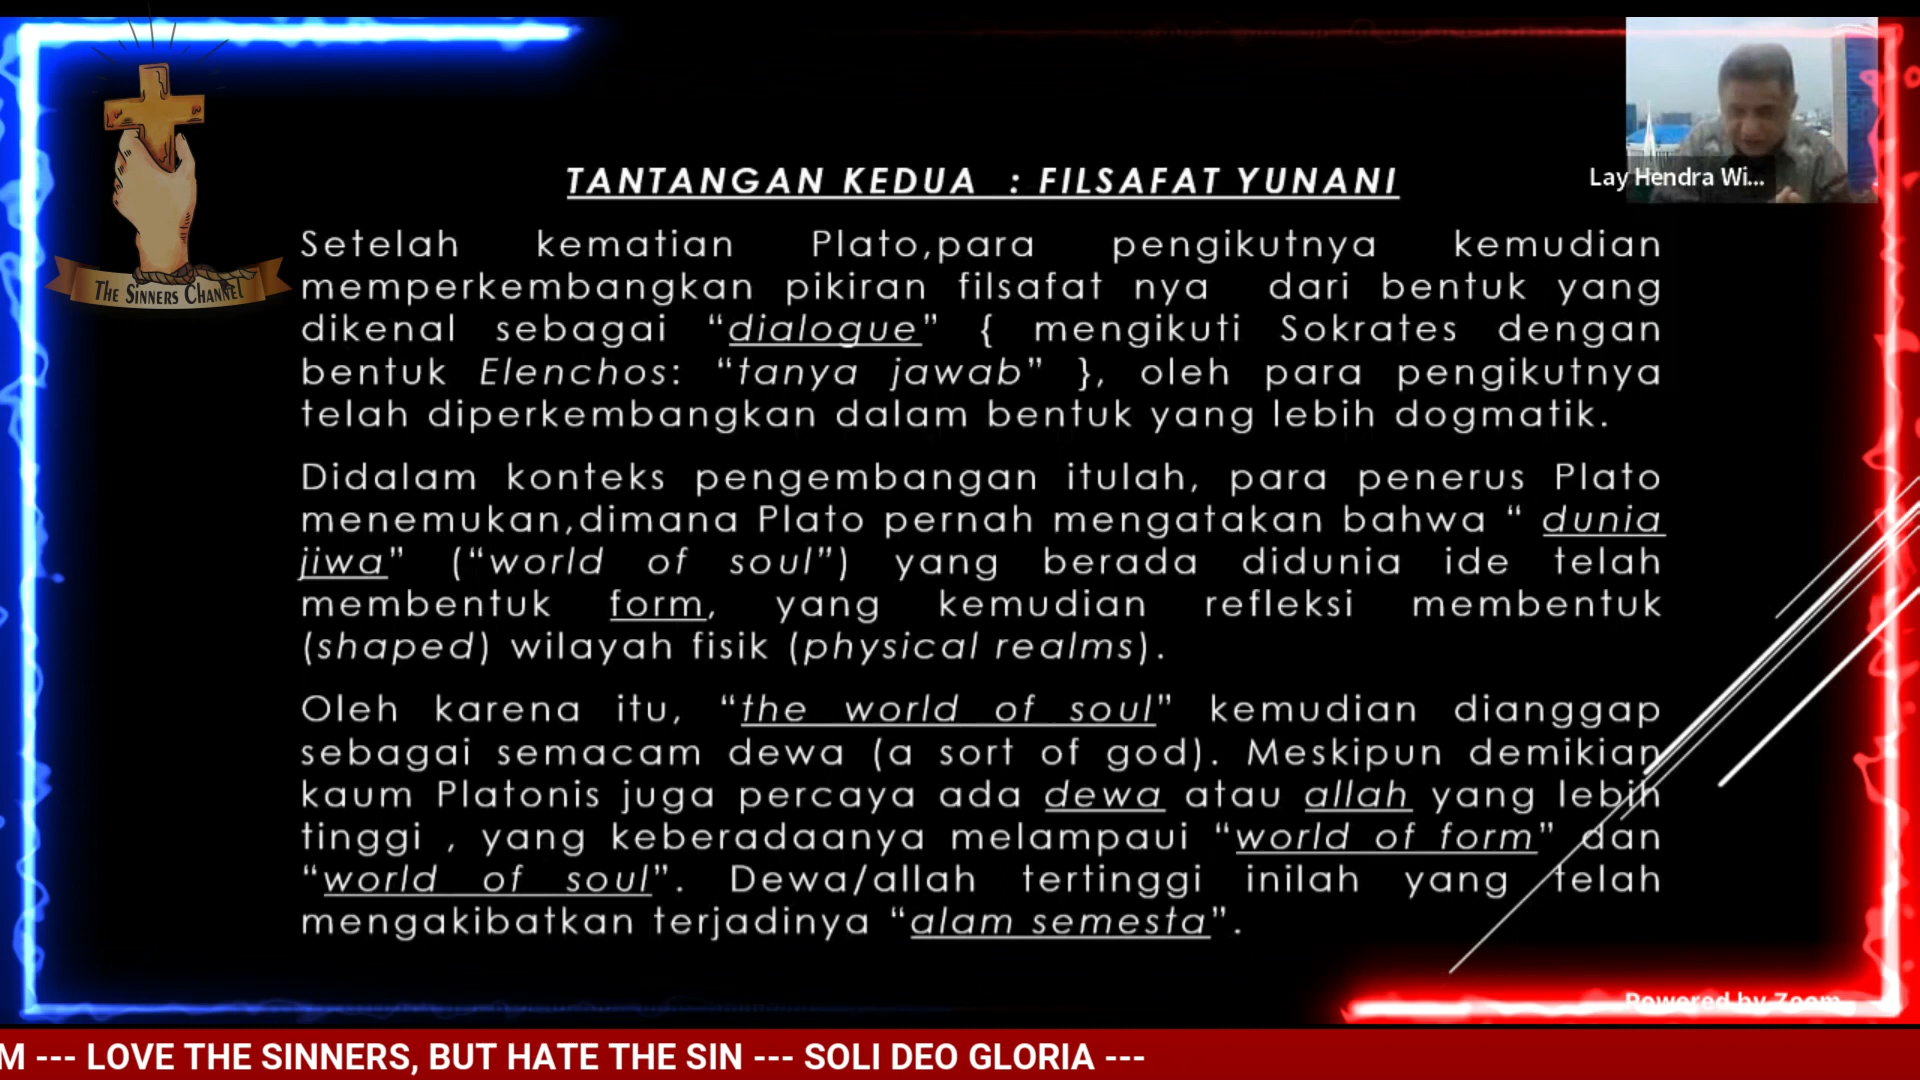 THE SINNERS CHANNEL
Lay Hendra Wi...
TANTANGAN KEDUA : FILSAFAT YUNANI
Setelah kematian Plato,para pengikutnya kemudian
memperkembangkan pikiran filsafat nya dari bentuk yang
dikenal sebagai “dialogue” { mengikuti Sokrates dengan
bentuk Elenchos: “tanya jawab” }, oleh para pengikutnya
telah diperkembangkan dalam bentuk yang lebih dogmatik.
Didalam konteks pengembangan itulah, para penerus Plato
menemukan,dimana Plato pernah mengatakan bahwa “ dunia
jiwa” (“world of soul”) yang berada didunia ide telah
membentuk form, yang kemudian refleksi membentuk
(shaped) wilayah fisik (physical realms).
Oleh karena itu, “the world of soul” kemudian dianggap
sebagai semacam dewa (a sort of god). Meskipun demikian
kaum Platonis juga percaya ada dewa atau allah yang lebih
tinggi , yang keberadaanya melampaui “world of form” dan
“world of soul”. Dewa/allah tertinggi inilah yang telah
mengakibatkan terjadinya “alam semesta”.
Powered by Zoom
M --- LOVE THE SINNERS, BUT HATE THE SIN --- SOLI DEO GLORIA ---